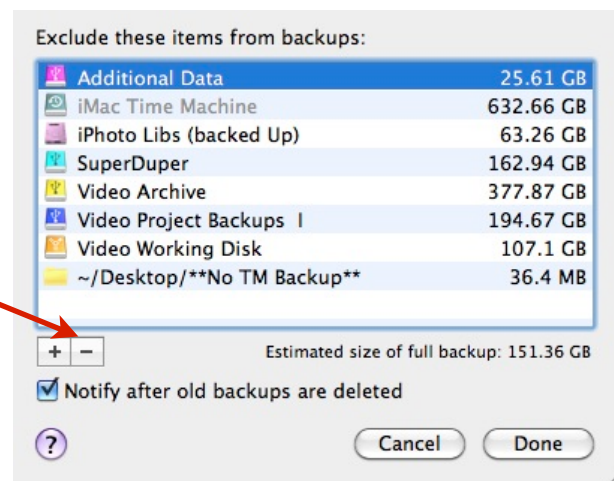 Exclude these items from backups:
Additional Data 25.61 GB
iMac Time Machine 632.66 GB
iPhoto Libs (backed Up) 63.26 GB
SuperDuper 162.94 GB
Video Archive 377.87 GB
Video Project Backups I 194.67 GB
Video Working Disk 107.1 GB
~/Desktop/**No TM Backup** 36.4 MB
+ − Estimated size of full backup: 151.36 GB
Notify after old backups are deleted
? Cancel Done